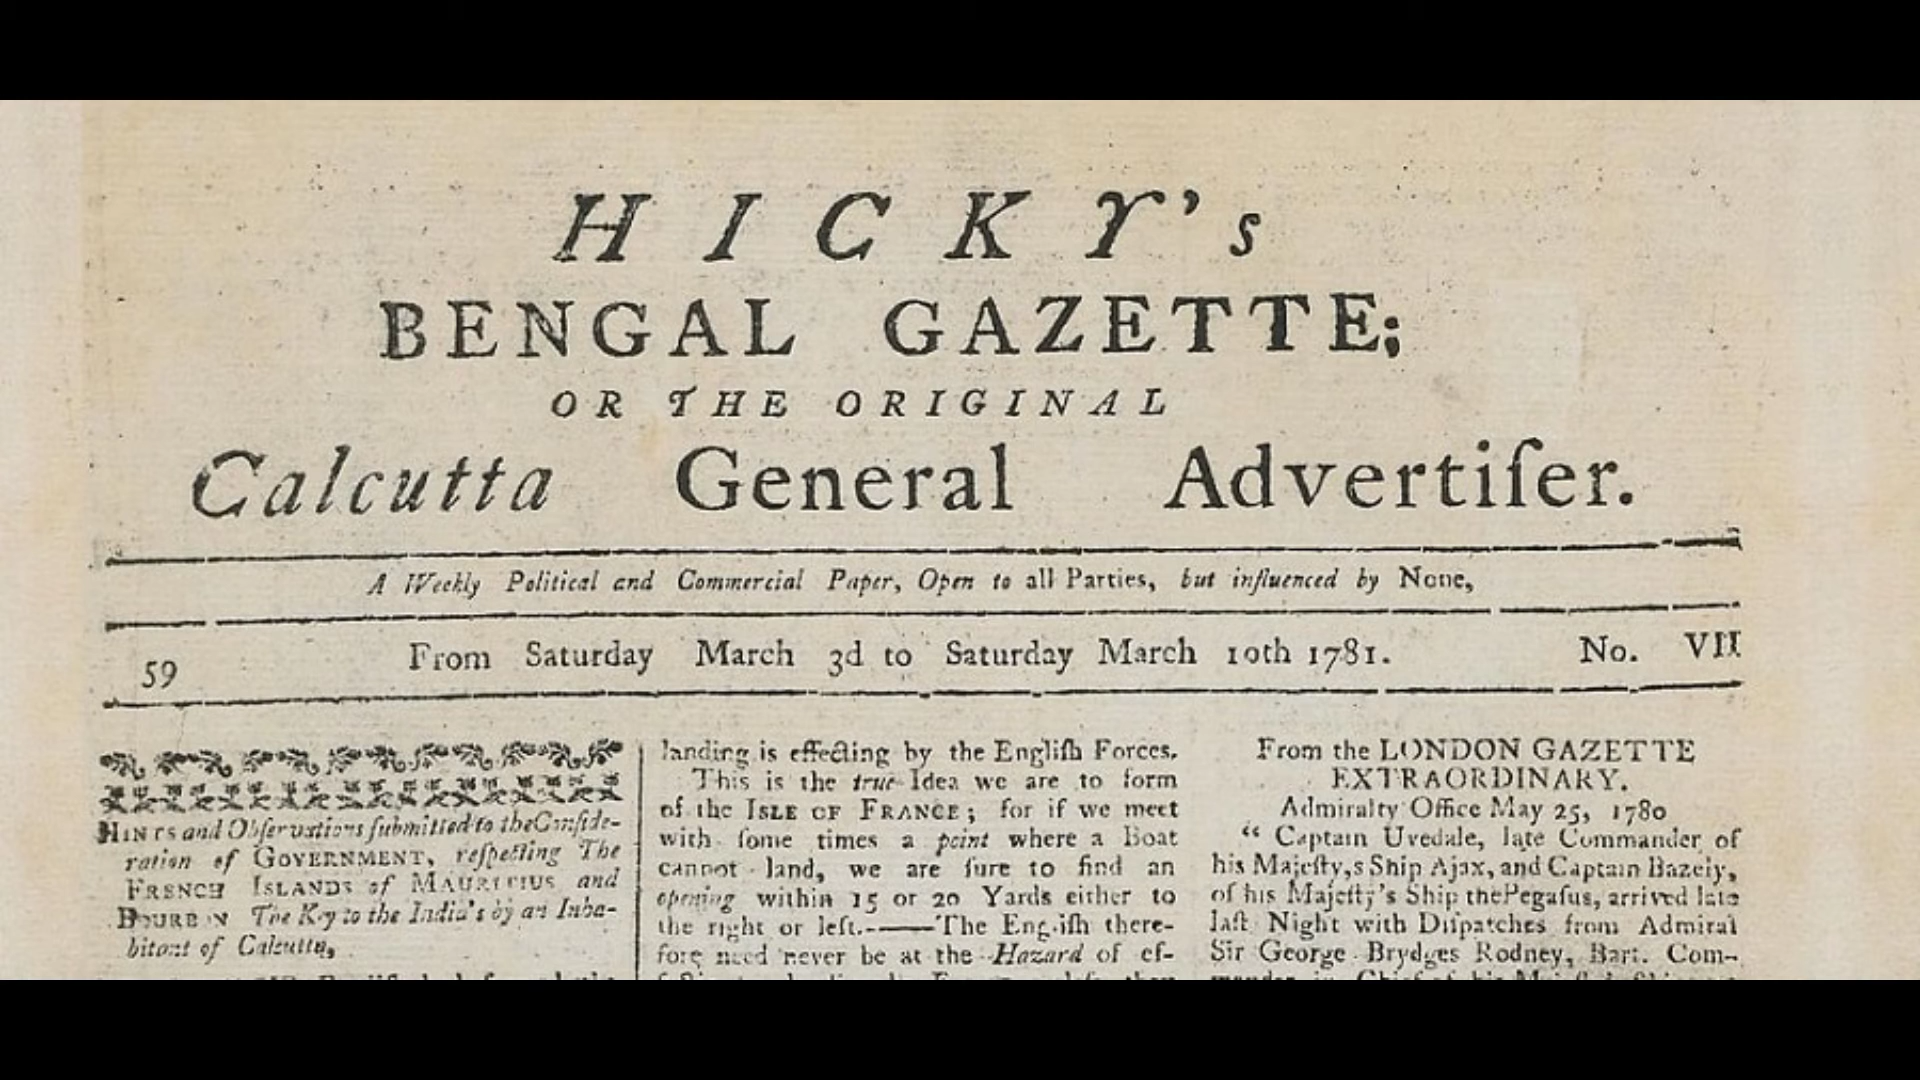 HICKY's
BENGAL GAZETTE;
OR THE ORIGINAL
Calcutta General Advertiſer.
A Weekly Political and Commercial Paper, Open to all Parties, but influenced by None,
59 From Saturday March 3d to Saturday March 10th 1781. No. VII
HINTS and Obſervations ſubmitted to the Conſide-
ration of GOVERNMENT, reſpecting The
FRENCH ISLANDS of MAURITIUS and
BOURBON The Key to the India's by an Inha-
bitant of Calcutta,
landing is effecting by the Engliſh Forces.
This is the true Idea we are to form
of the ISLE OF FRANCE; for if we meet
with ſome times a point where a Boat
cannot land, we are ſure to find an
opening within 15 or 20 Yards either to
the right or left.——The Engliſh there-
fore need never be at the Hazard of ef-
From the LONDON GAZETTE
EXTRAORDINARY.
Admiralty Office May 25, 1780
“ Captain Uvedale, late Commander of
his Majeſty,s Ship Ajax, and Captain Bazely,
of his Majeſty's Ship thePegaſus, arrived late
laſt Night with Diſpatches from Admiral
Sir George Brydges Rodney, Bart. Com-